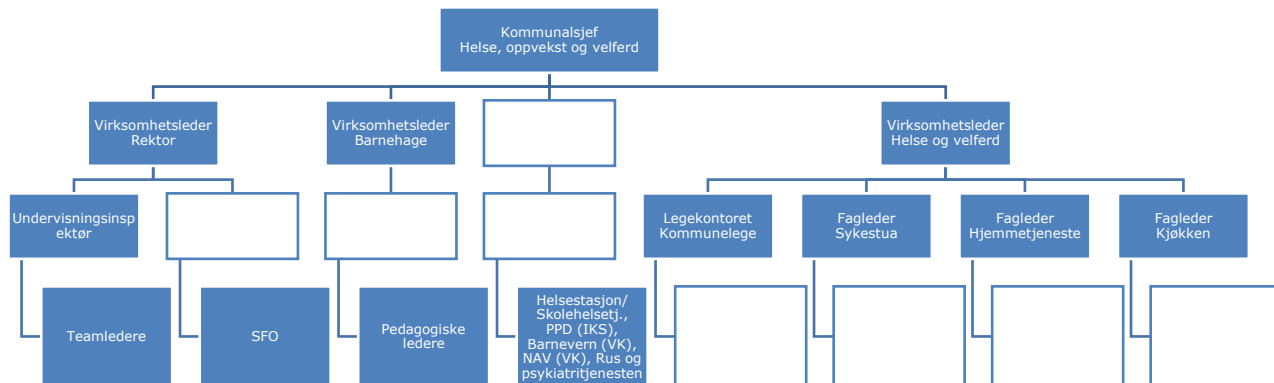 Kommunalsjef
Helse, oppvekst og velferd
Virksomhetsleder
Rektor
Virksomhetsleder
Barnehage
Virksomhetsleder
Helse og velferd
Undervisningsinsp
ektør
Legekontoret
Kommunelege
Fagleder
Sykestua
Fagleder
Hjemmetjeneste
Fagleder
Kjøkken
Teamledere
SFO
Pedagogiske
ledere
Helsestasjon/
Skolehelsetj.,
PPD (IKS),
Barnevern (VK),
NAV (VK), Rus og
psykiatritjenesten